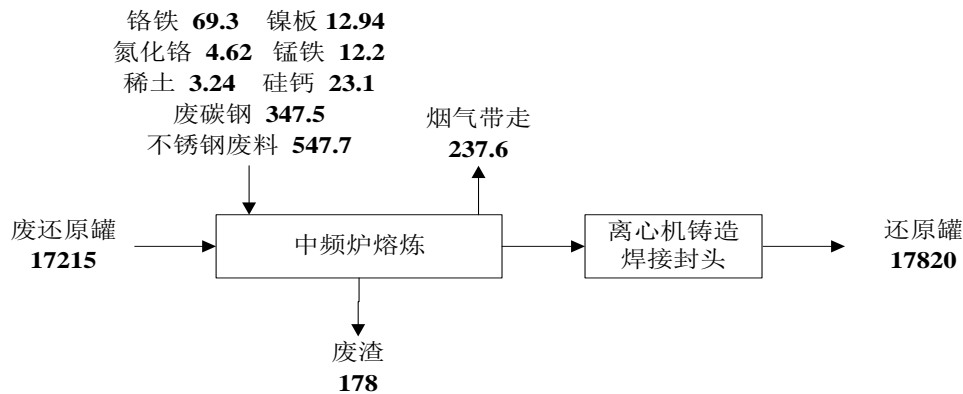 铬铁 69.3 镍板 12.94
氮化铬 4.62 锰铁 12.2
稀土 3.24 硅钙 23.1
废碳钢 347.5
不锈钢废料 547.7
烟气带走
237.6
废还原罐
17215
中频炉熔炼
离心机铸造
焊接封头
还原罐
17820
废渣
178